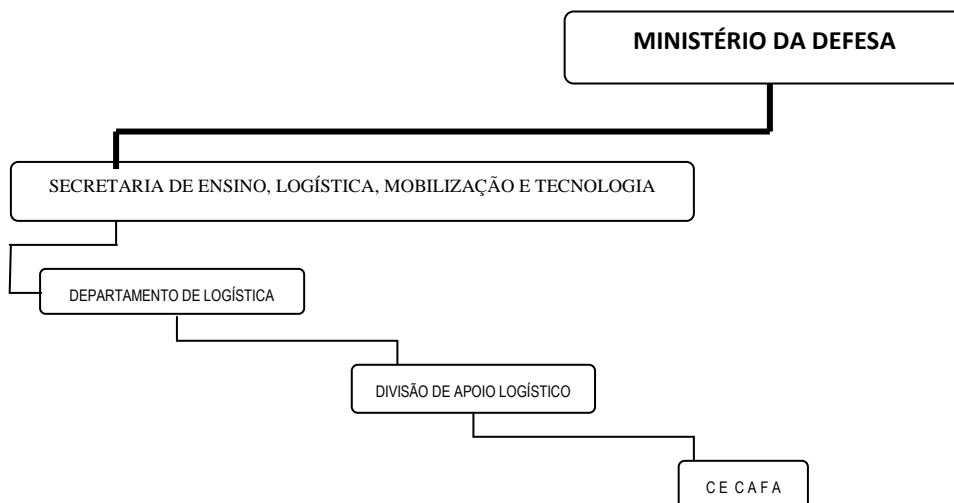 MINISTÉRIO DA DEFESA
SECRETARIA DE ENSINO, LOGÍSTICA, MOBILIZAÇÃO E TECNOLOGIA
DEPARTAMENTO DE LOGÍSTICA
DIVISÃO DE APOIO LOGÍSTICO
C E C A F A